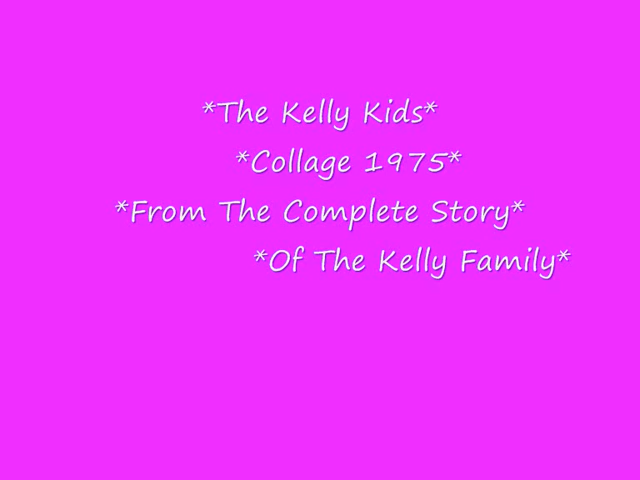 *The Kelly Kids*
*Collage 1975*
*From The Complete Story*
*Of The Kelly Family*